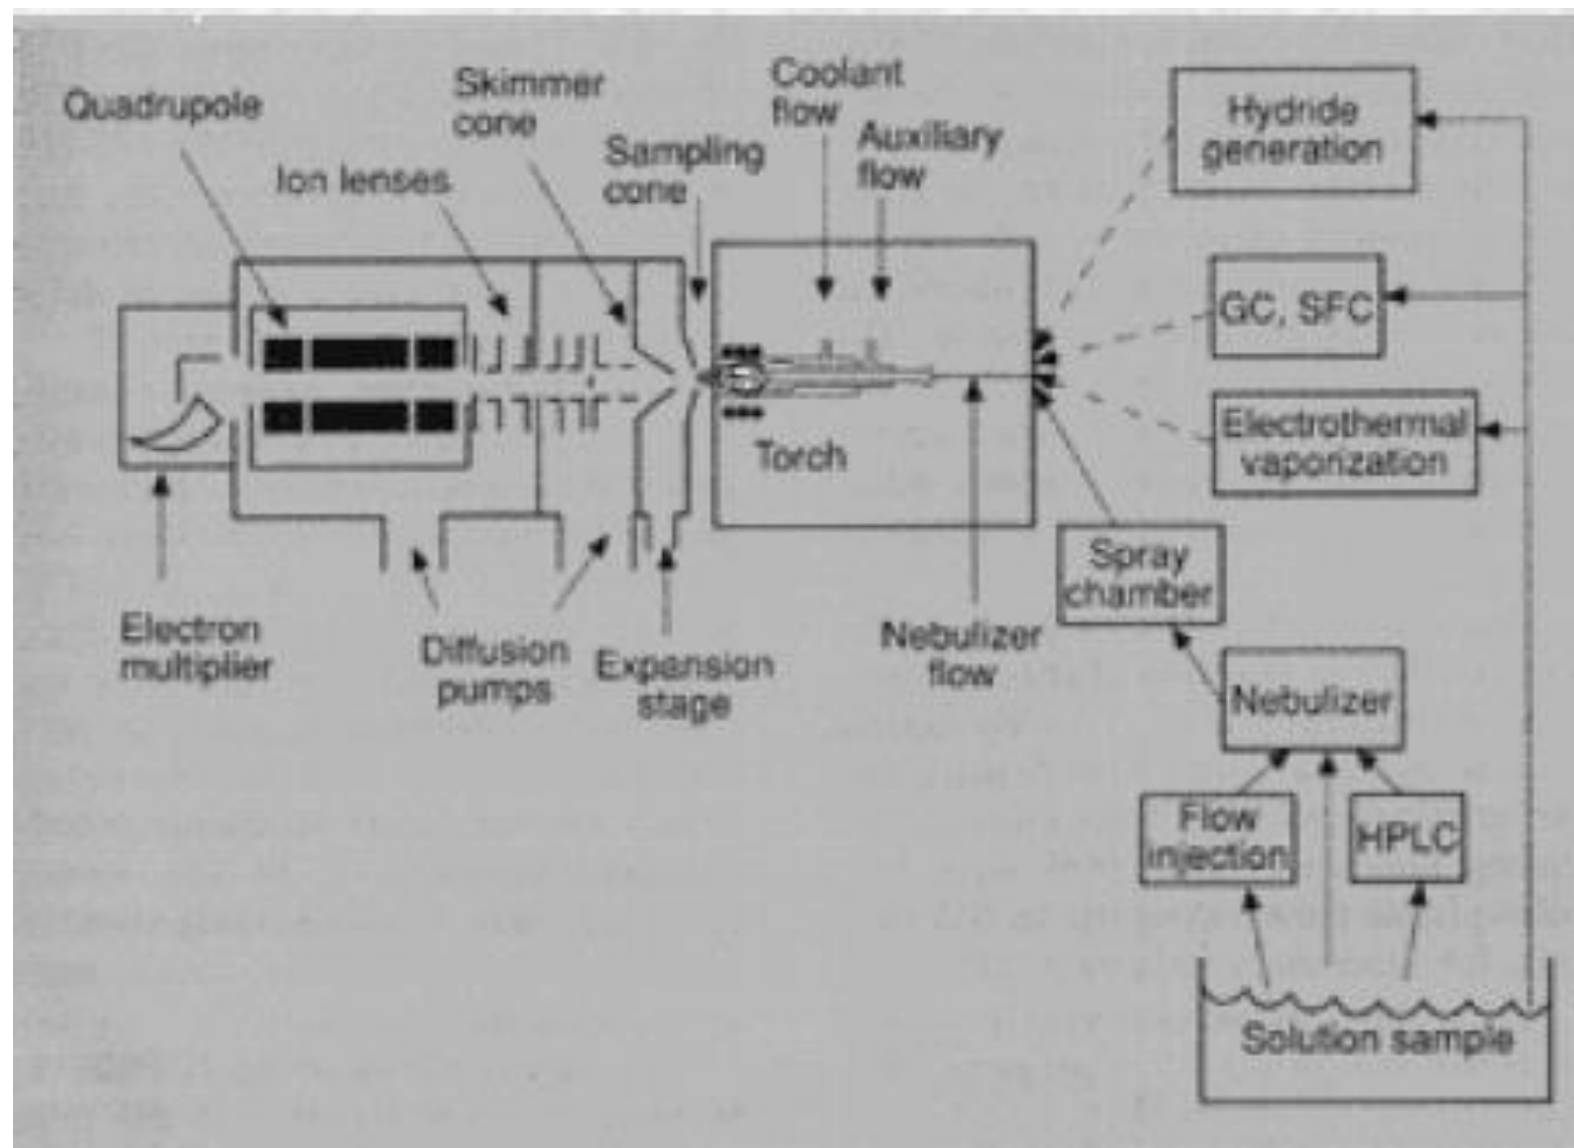 Quadrupole
Ion lenses
Skimmer
cone
Sampling
cone
Coolant
flow
Auxiliary
flow
Hydride
generation
GC, SFC
Electrothermal
vaporization
Torch
Spray
chamber
Electron
multiplier
Diffusion
pumps
Expansion
stage
Nebulizer
flow
Nebulizer
Flow
injection
HPLC
Solution sample